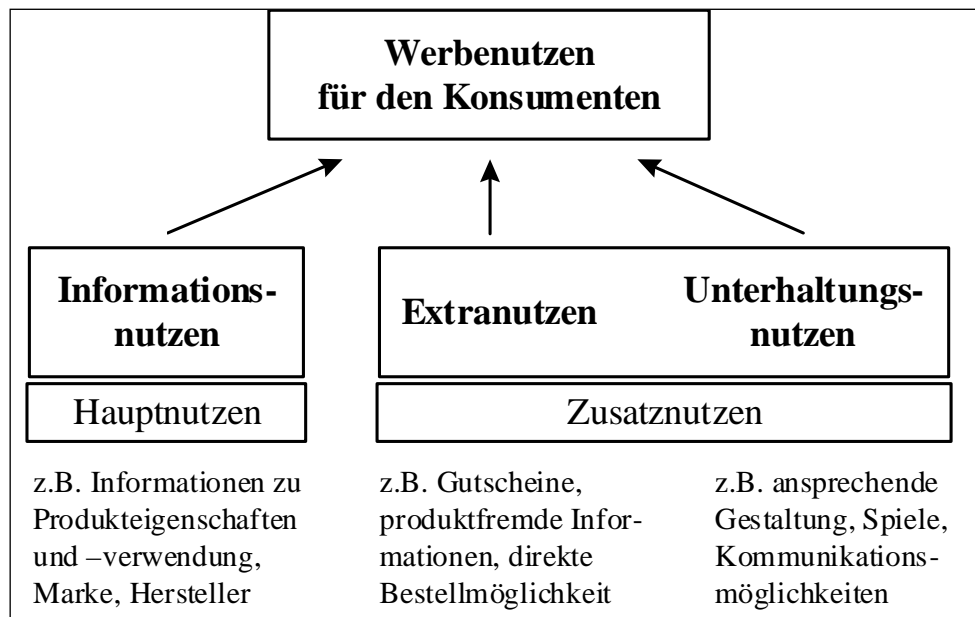 Werbenutzen
für den Konsumenten
Informations-
nutzen
Extranutzen
Unterhaltungs-
nutzen
Hauptnutzen
Zusatznutzen
z.B. Informationen zu
Produkteigenschaften
und –verwendung,
Marke, Hersteller
z.B. Gutscheine,
produktfremde Infor-
mationen, direkte
Bestellmöglichkeit
z.B. ansprechende
Gestaltung, Spiele,
Kommunikations-
möglichkeiten